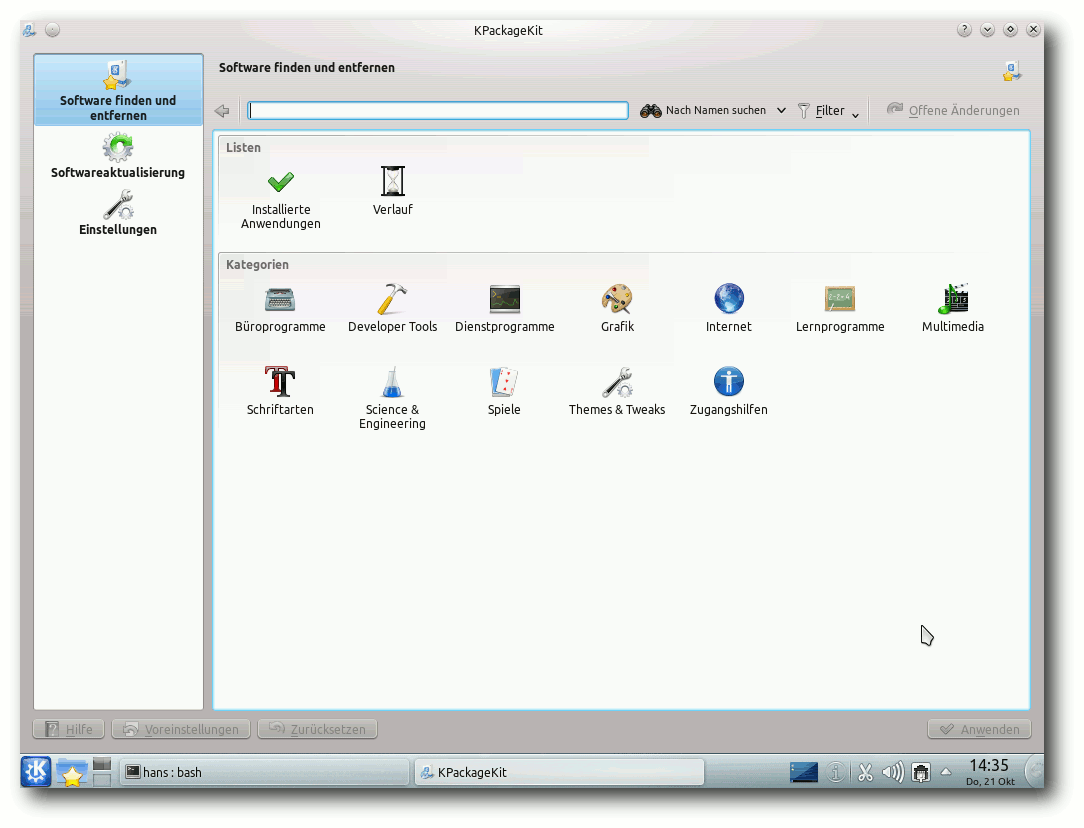 KPackageKit
Software finden und entfernen
Software finden und
entfernen
Softwareaktualisierung
Einstellungen
Nach Namen suchen
Filter
Offene Änderungen
Listen
Installierte
Anwendungen
Verlauf
Kategorien
Büroprogramme
Developer Tools
Dienstprogramme
Grafik
Internet
Lernprogramme
Multimedia
Schriftarten
Science &
Engineering
Spiele
Themes & Tweaks
Zugangshilfen
Hilfe
Voreinstellungen
Zurücksetzen
Anwenden
hans : bash
KPackageKit
14:35
Do, 21 Okt